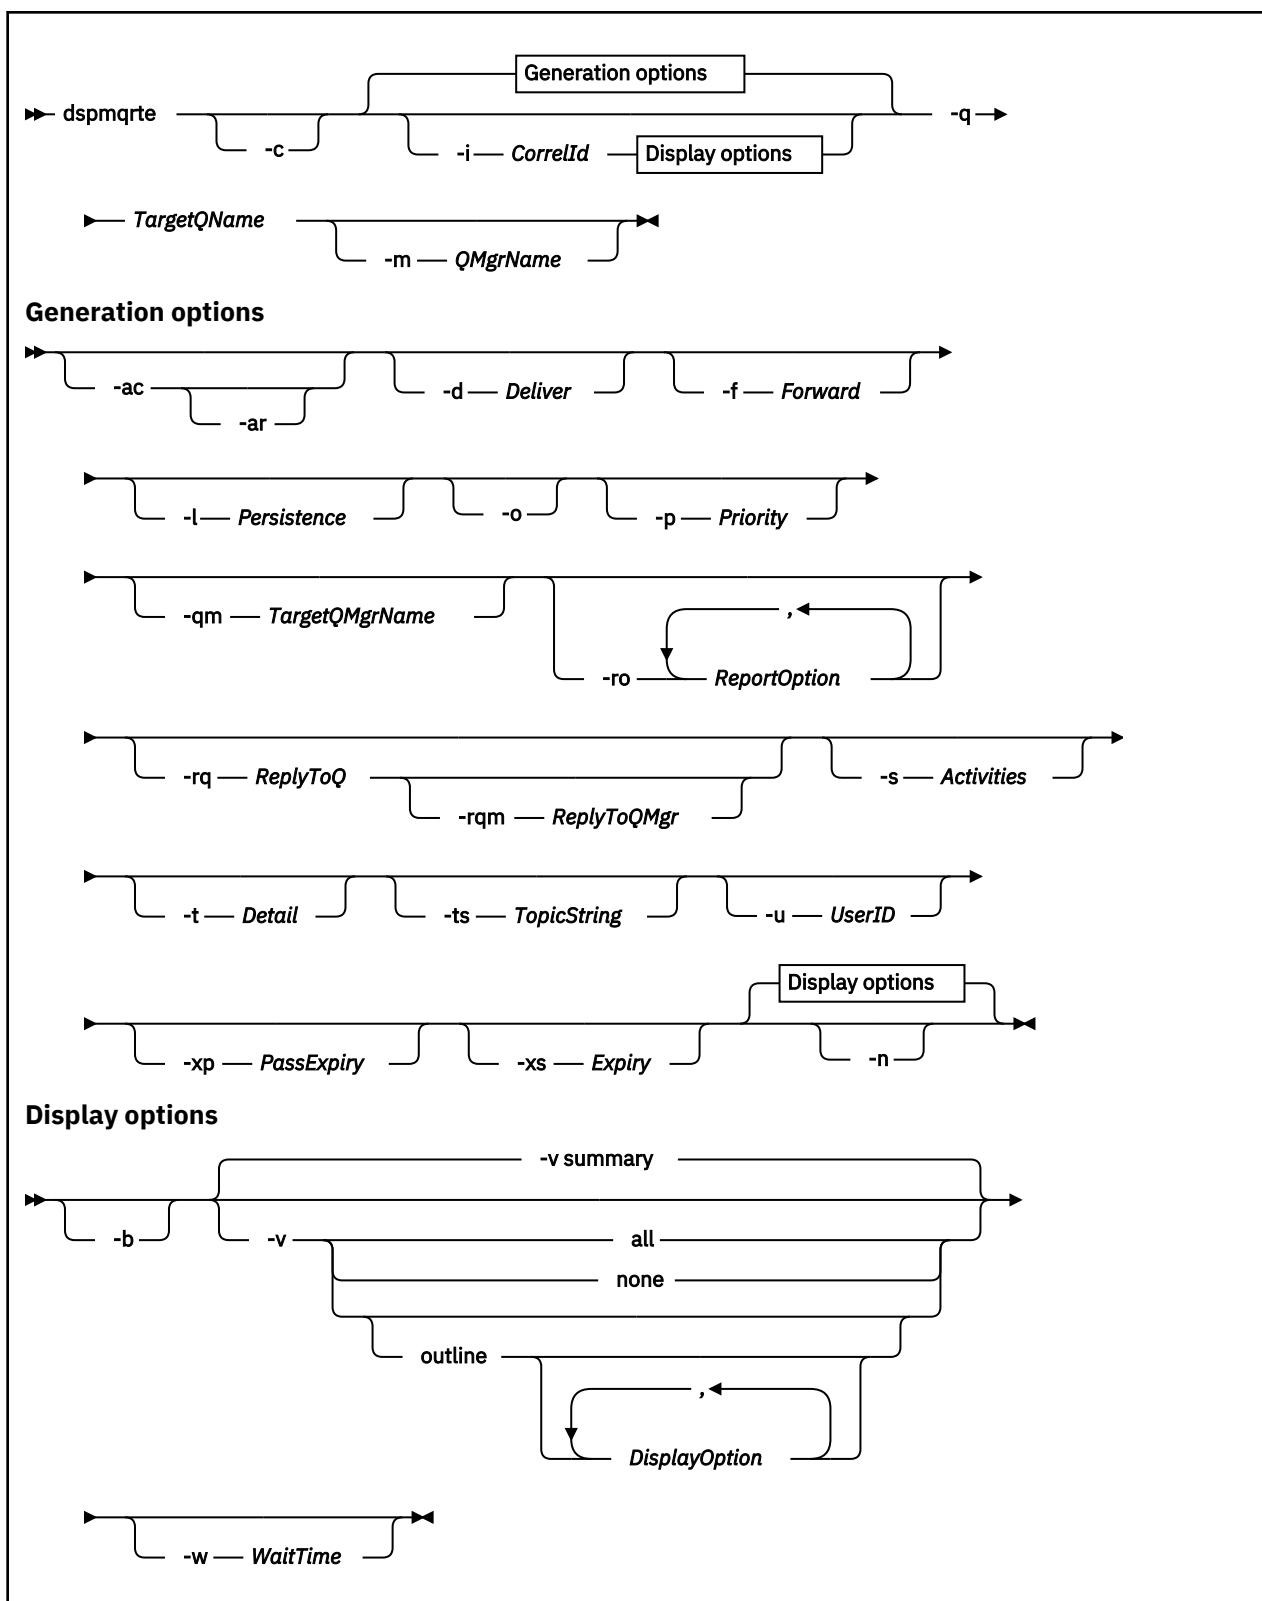 Generation options
dspmqrte -q
-c -i CorrelId Display options
TargetQName
-m QMgrName
Generation options
-ac -d Deliver -f Forward
-ar
-l Persistence -o -p Priority
-qm TargetQMgrName ,
-ro ReportOption
-rq ReplyToQ -s Activities
-rqm ReplyToQMgr
-t Detail -ts TopicString -u UserID
Display options
-xp PassExpiry -xs Expiry -n
Display options
-v summary
-b -v all
none
outline
,
DisplayOption
-w WaitTime